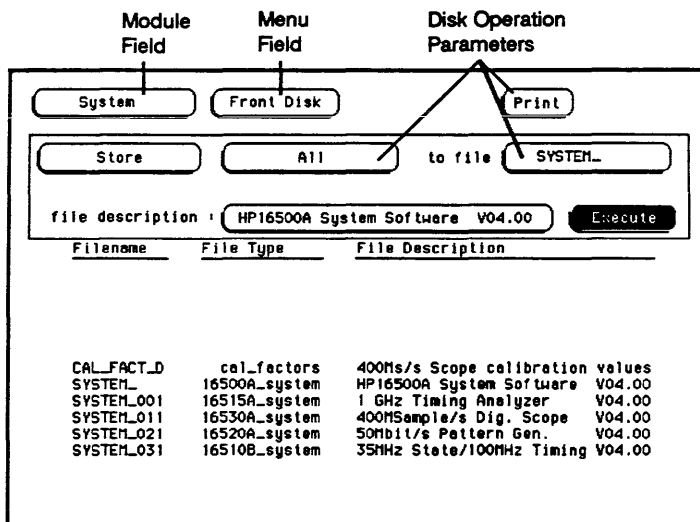 Module Field
Menu Field
Disk Operation Parameters
System
Front Disk
Print
Store
All
to file
SYSTEM_
file description :
HP16500A System Software V04.00
Execute
Filename File Type File Description
CAL_FACT_D cal_factors 400Ms/s Scope calibration values
SYSTEM_ 16500A_system HP16500A System Software V04.00
SYSTEM_001 16515A_system 1 GHz Timing Analyzer V04.00
SYSTEM_011 16530A_system 400MSample/s Dig. Scope V04.00
SYSTEM_021 16520A_system 50Mbit/s Pattern Gen. V04.00
SYSTEM_031 16510B_system 35MHz State/100MHz Timing V04.00